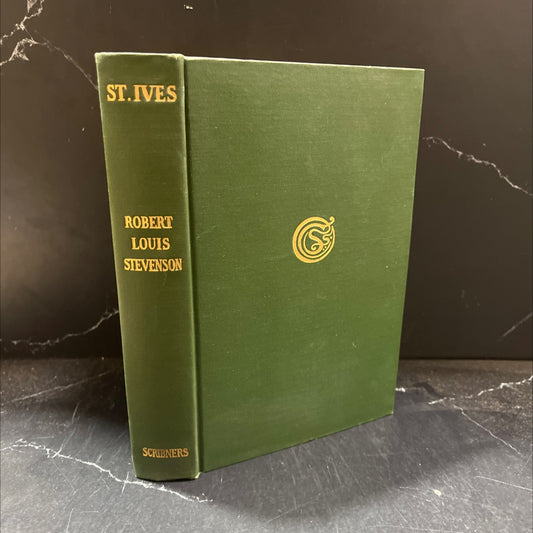 ST. IVES
ROBERT
LOUIS
STEVENSON
SCRIBNERS